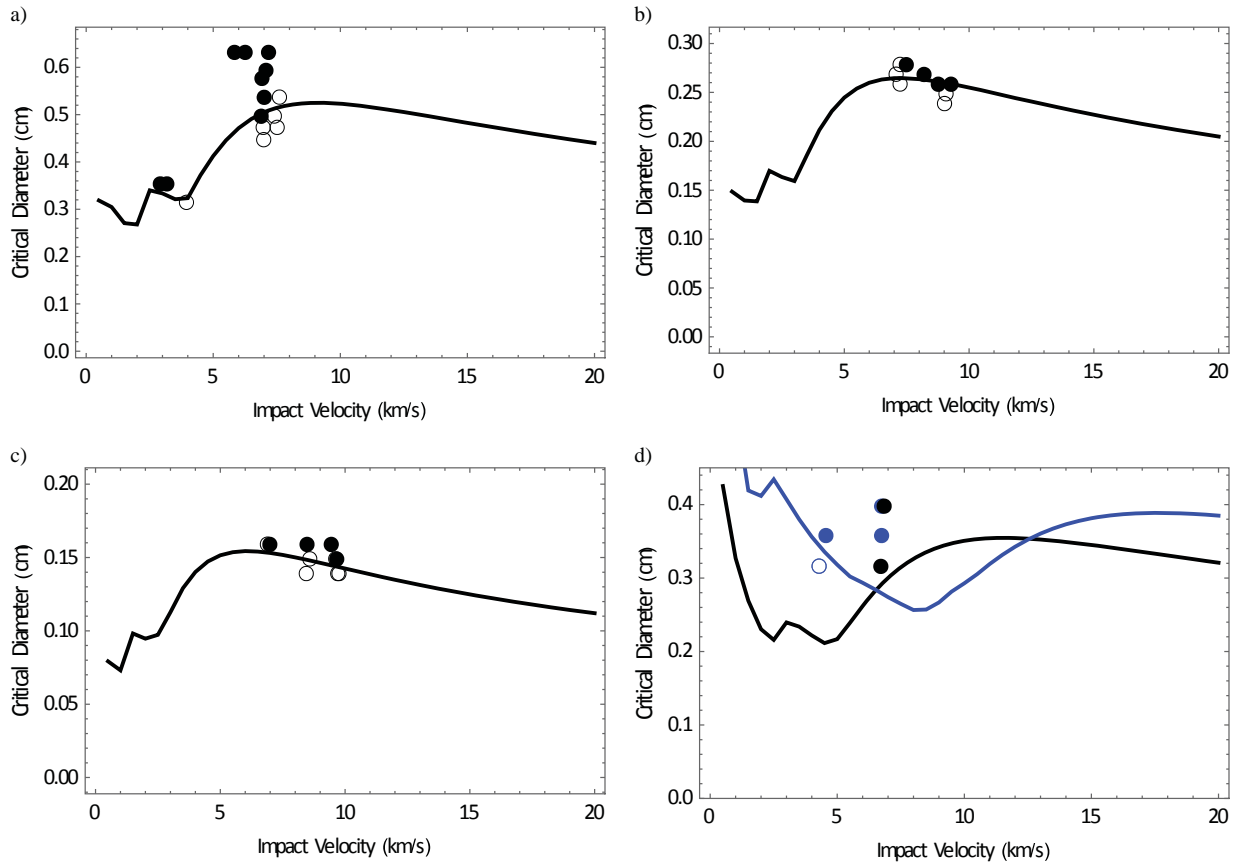 a)
0.6
0.5
0.4
0.3
0.2
0.1
0.0
Critical Diameter (cm)
0 5 10 15 20
Impact Velocity (km/s)
b)
0.30
0.25
0.20
0.15
0.10
0.05
0.00
Critical Diameter (cm)
0 5 10 15 20
Impact Velocity (km/s)
c)
0.20
0.15
0.10
0.05
0.00
Critical Diameter (cm)
0 5 10 15 20
Impact Velocity (km/s)
d)
0.4
0.3
0.2
0.1
0.0
Critical Diameter (cm)
0 5 10 15 20
Impact Velocity (km/s)